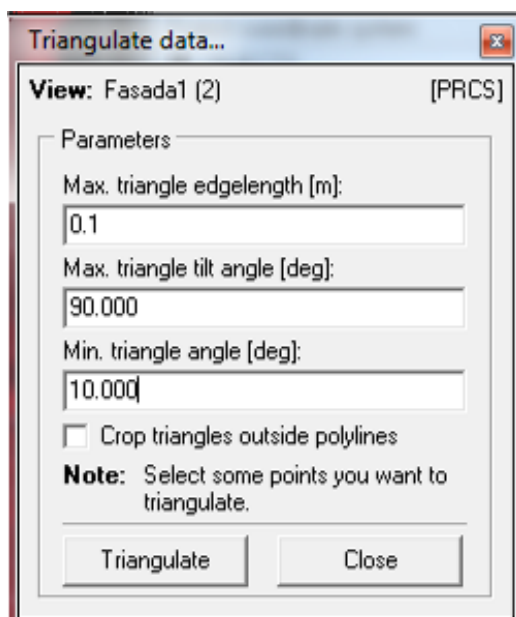 Triangulate data...
View: Fasada1 (2) [PRCS]
Parameters
Max. triangle edgelength [m]:
0.1
Max. triangle tilt angle [deg]:
90.000
Min. triangle angle [deg]:
10.000
Crop triangles outside polylines
Note: Select some points you want to
triangulate.
Triangulate Close